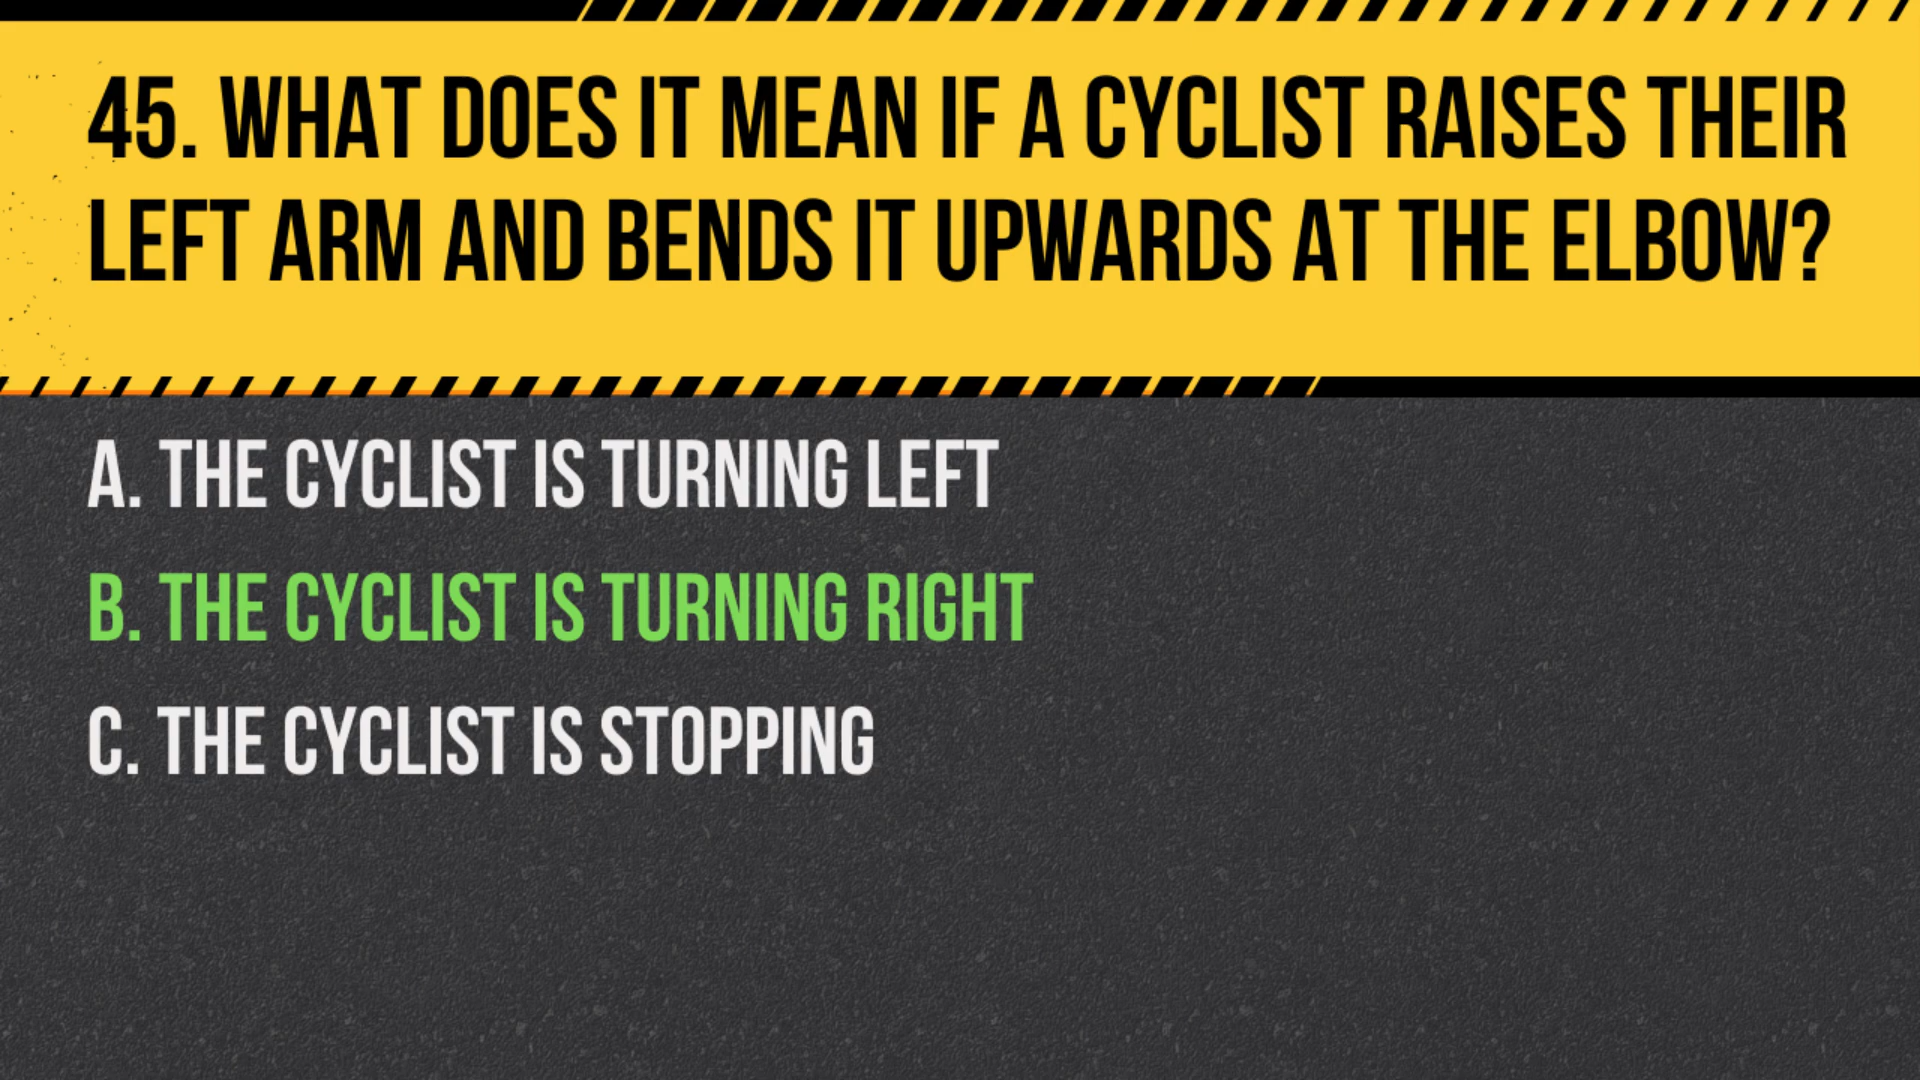 45. WHAT DOES IT MEAN IF A CYCLIST RAISES THEIR
LEFT ARM AND BENDS IT UPWARDS AT THE ELBOW?
A. THE CYCLIST IS TURNING LEFT
B. THE CYCLIST IS TURNING RIGHT
C. THE CYCLIST IS STOPPING